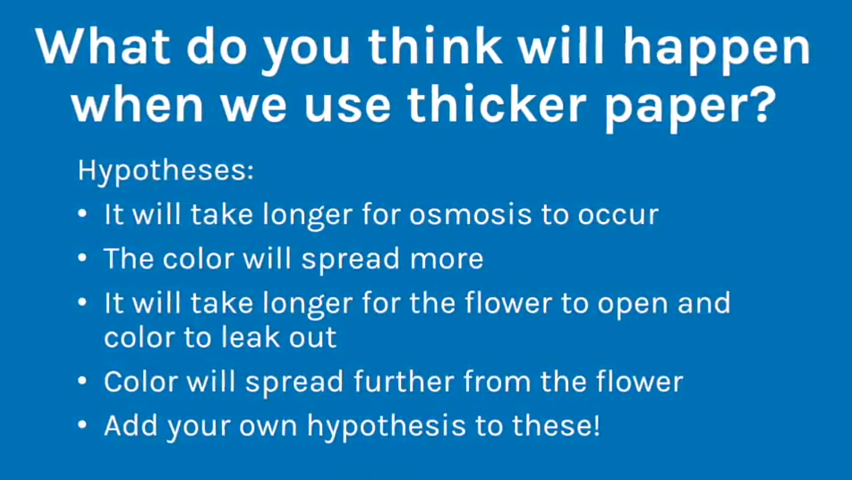 What do you think will happen
when we use thicker paper?
Hypotheses:
• It will take longer for osmosis to occur
• The color will spread more
• It will take longer for the flower to open and
color to leak out
• Color will spread further from the flower
• Add your own hypothesis to these!